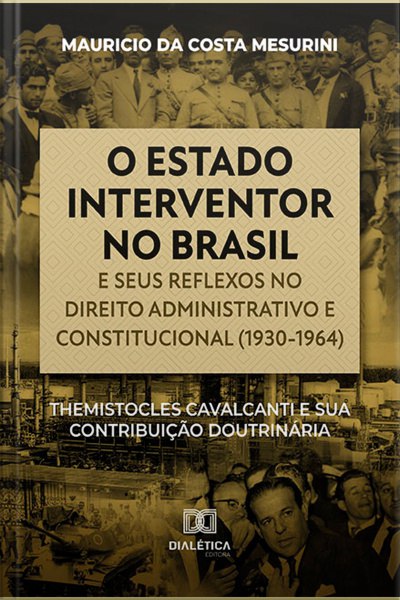 MAURICIO DA COSTA MESURINI
O ESTADO
INTERVENTOR
NO BRASIL
E SEUS REFLEXOS NO
DIREITO ADMINISTRATIVO E
CONSTITUCIONAL (1930-1964)
THEMISTOCLES CAVALCANTI E SUA
CONTRIBUIÇÃO DOUTRINÁRIA
DIALÉTICA
EDITORA